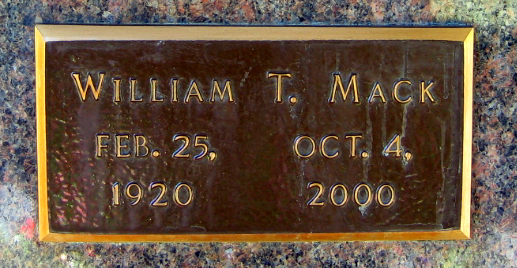 William T. Mack
Feb. 25, Oct. 4,
1920 2000